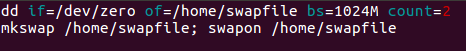 dd if=/dev/zero of=/home/swapfile bs=1024M count=2
mkswap /home/swapfile; swapon /home/swapfile